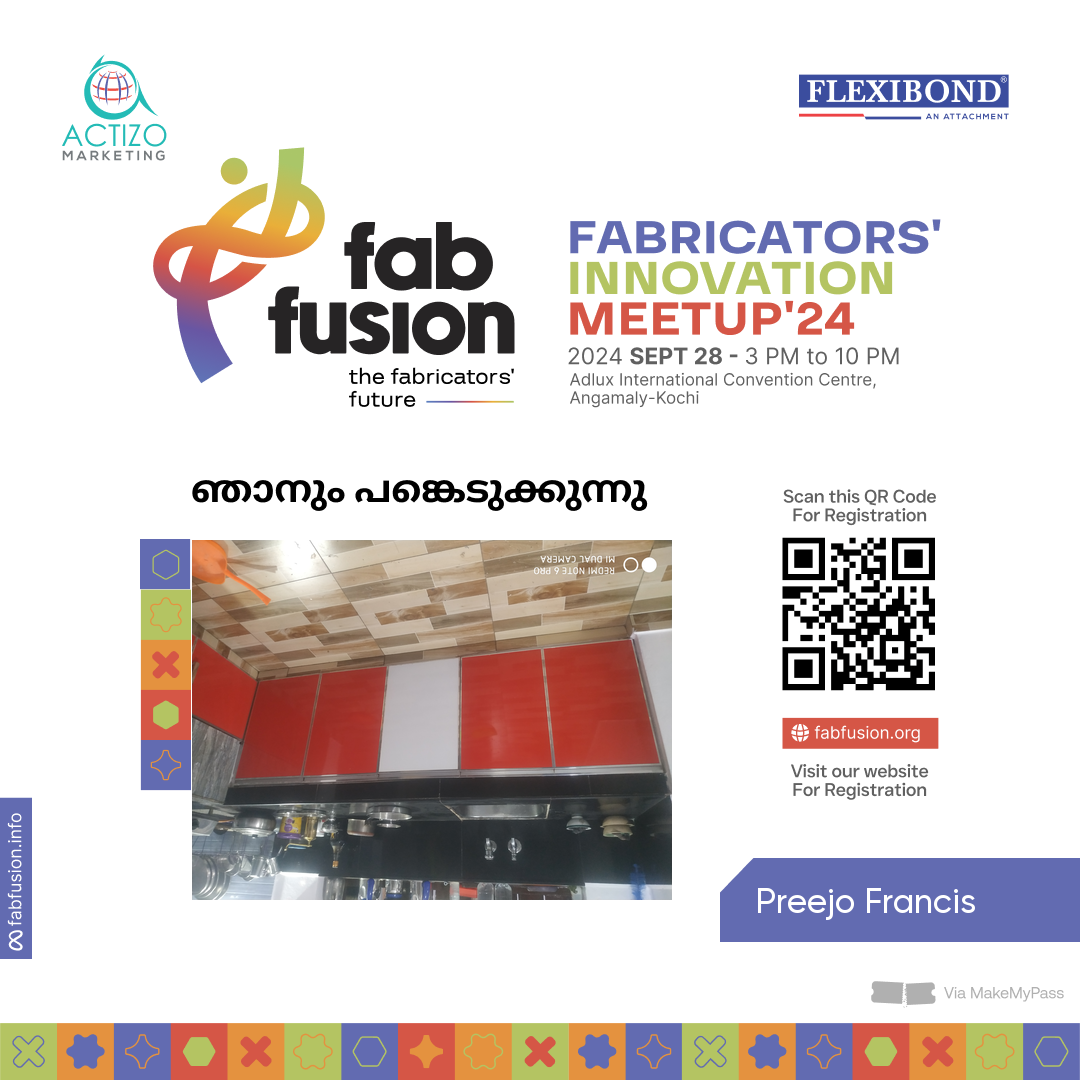 ACTIZO
MARKETING
FLEXIBOND®
AN ATTACHMENT
fab
fusion
the fabricators'
future
FABRICATORS'
INNOVATION
MEETUP'24
2024 SEPT 28 - 3 PM to 10 PM
Adlux International Convention Centre,
Angamaly-Kochi
ഞാനും പങ്കെടുക്കുന്നു
Scan this QR Code
For Registration
REDMI NOTE 6 PRO
MI DUAL CAMERA
fabfusion.org
Visit our website
For Registration
fabfusion.info
Preejo Francis
Via MakeMyPass